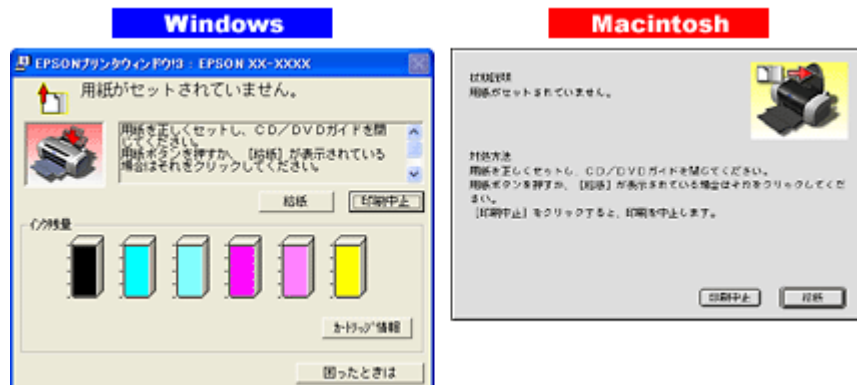 Windows
Macintosh
EPSONプリンタウィンドウ!3 : EPSON XX-XXXX
用紙がセットされていません。
用紙を正しくセットし、CD/DVDガイドを閉
じてください。
用紙ボタンを押すか、[給紙]が表示されている
場合はそれをクリックしてください。
給紙
印刷中止
インク残量
カートリッジ情報
困ったときは
用紙がセットされていません。
対処方法
用紙を正しくセットし、CD/DVDガイドを閉じてください。
用紙ボタンを押すか、[給紙]が表示されている場合はそれをクリックしてくだ
さい。
[印刷中止]をクリックすると、印刷を中止します。
印刷中止
給紙